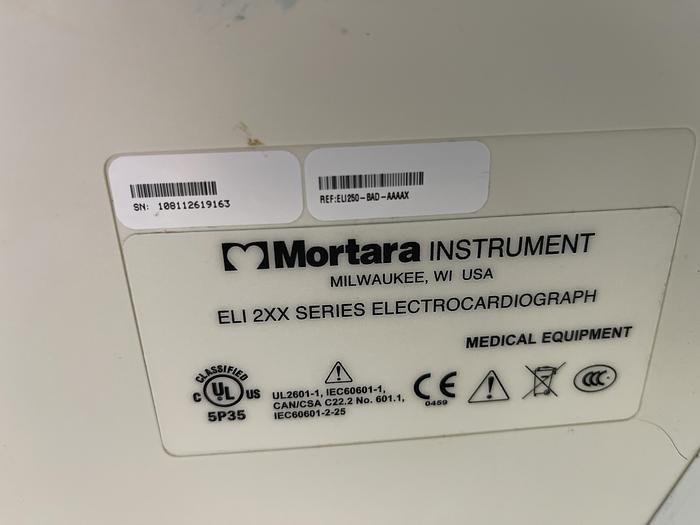 SN: 108112619163
REF:ELI250-BAD-AAAAX
Mortara INSTRUMENT
MILWAUKEE, WI USA
ELI 2XX SERIES ELECTROCARDIOGRAPH
MEDICAL EQUIPMENT
CLASSIFIED
C UL US
5P35
UL2601-1, IEC60601-1,
CAN/CSA C22.2 No. 601.1,
IEC60601-2-25
CE
0459
CCC